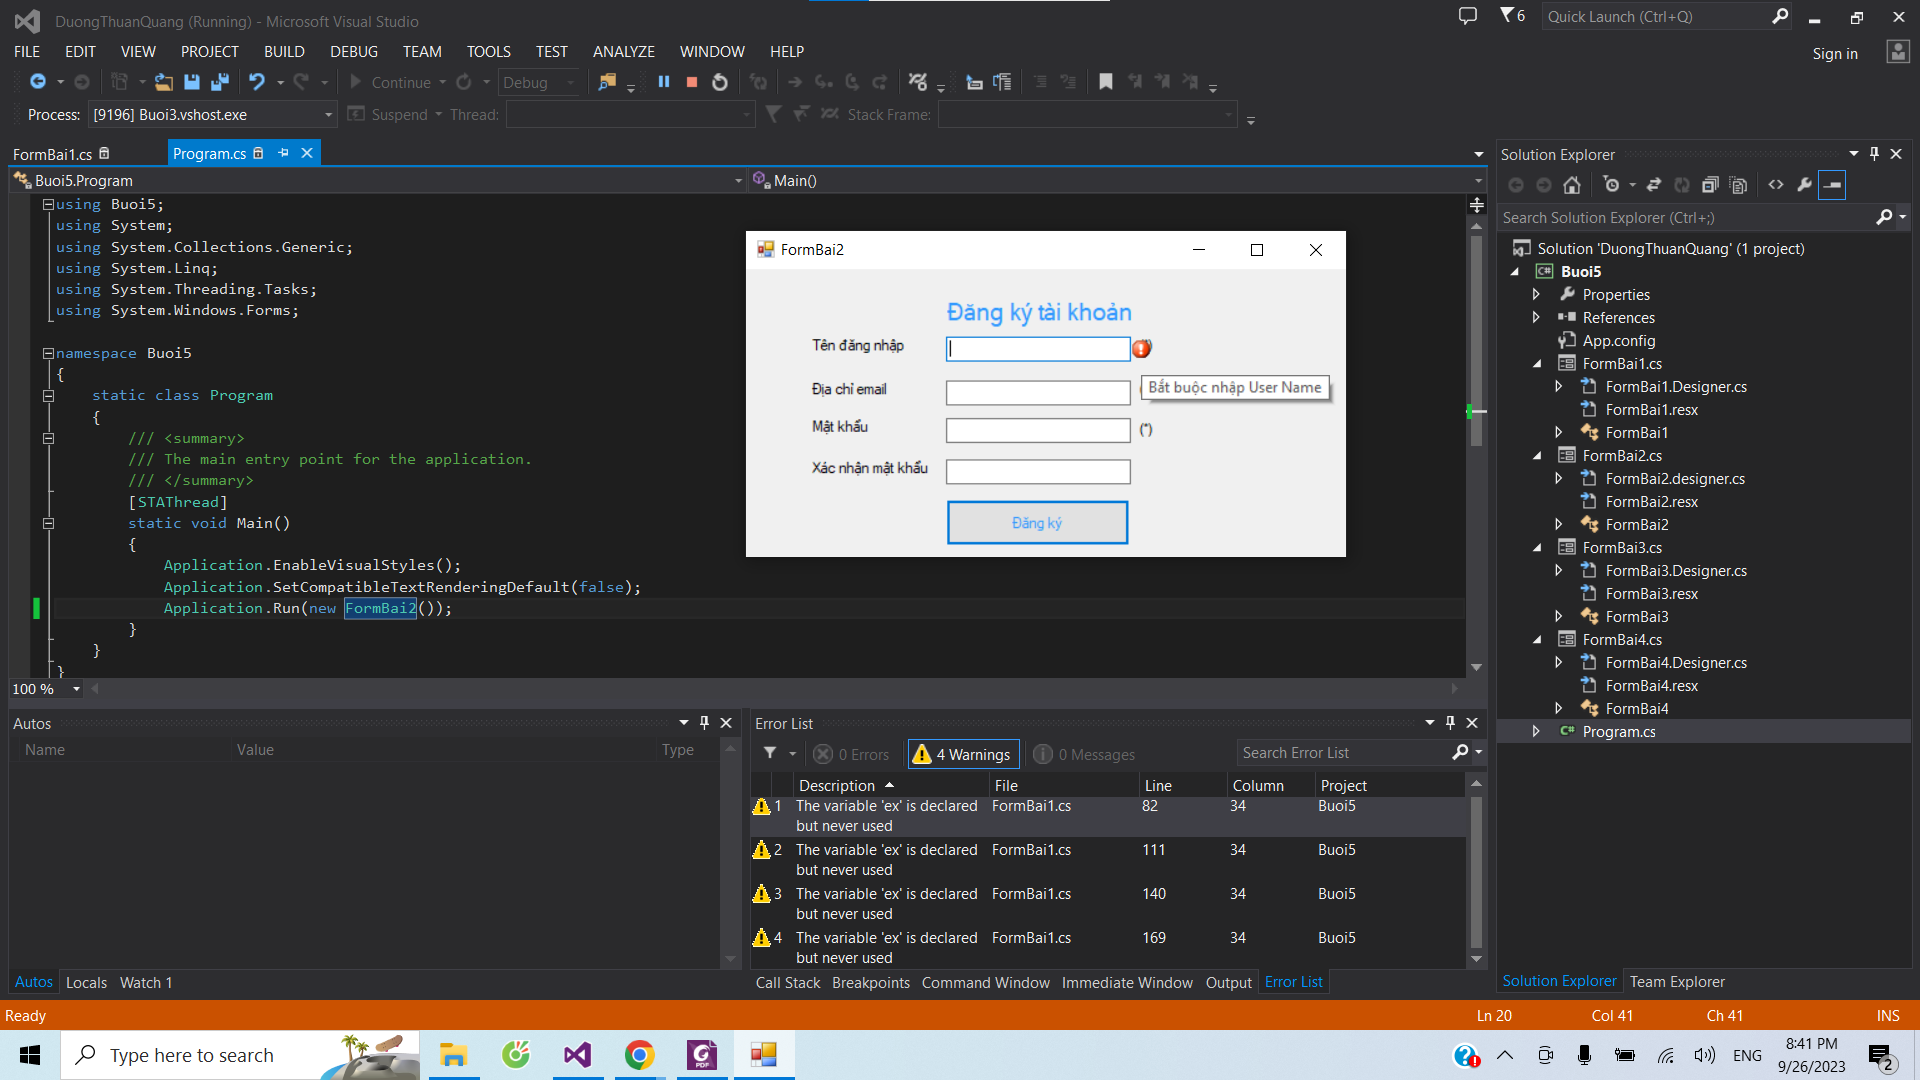 DuongThuanQuang (Running) - Microsoft Visual Studio
6
Quick Launch (Ctrl+Q)
FILE EDIT VIEW PROJECT BUILD DEBUG TEAM TOOLS TEST ANALYZE WINDOW HELP
Sign in
Continue Debug
Process: [9196] Buoi3.vshost.exe Suspend Thread: Stack Frame:
FormBai1.cs Program.cs
Buoi5.Program Main()
using Buoi5;
using System;
using System.Collections.Generic;
using System.Linq;
using System.Threading.Tasks;
using System.Windows.Forms;
namespace Buoi5
{
static class Program
{
/// <summary>
/// The main entry point for the application.
/// </summary>
[STAThread]
static void Main()
{
Application.EnableVisualStyles();
Application.SetCompatibleTextRenderingDefault(false);
Application.Run(new FormBai2());
}
}
}
100 %
FormBai2
Đăng ký tài khoản
Tên đăng nhập
Địa chỉ email
Bắt buộc nhập User Name
Mật khẩu (*)
Xác nhận mật khẩu
Đăng ký
Solution Explorer
Search Solution Explorer (Ctrl+;)
Solution 'DuongThuanQuang' (1 project)
C# Buoi5
Properties
References
App.config
FormBai1.cs
FormBai1.Designer.cs
FormBai1.resx
FormBai1
FormBai2.cs
FormBai2.designer.cs
FormBai2.resx
FormBai2
FormBai3.cs
FormBai3.Designer.cs
FormBai3.resx
FormBai3
FormBai4.cs
FormBai4.Designer.cs
FormBai4.resx
FormBai4
C# Program.cs
Solution Explorer Team Explorer
Autos
Name Value Type
Autos Locals Watch 1
Error List
0 Errors 4 Warnings 0 Messages Search Error List
Description File Line Column Project
1 The variable 'ex' is declared FormBai1.cs 82 34 Buoi5
but never used
2 The variable 'ex' is declared FormBai1.cs 111 34 Buoi5
but never used
3 The variable 'ex' is declared FormBai1.cs 140 34 Buoi5
but never used
4 The variable 'ex' is declared FormBai1.cs 169 34 Buoi5
but never used
Call Stack Breakpoints Command Window Immediate Window Output Error List
Ready Ln 20 Col 41 Ch 41 INS
Type here to search
PDF
ENG
8:41 PM
9/26/2023
2